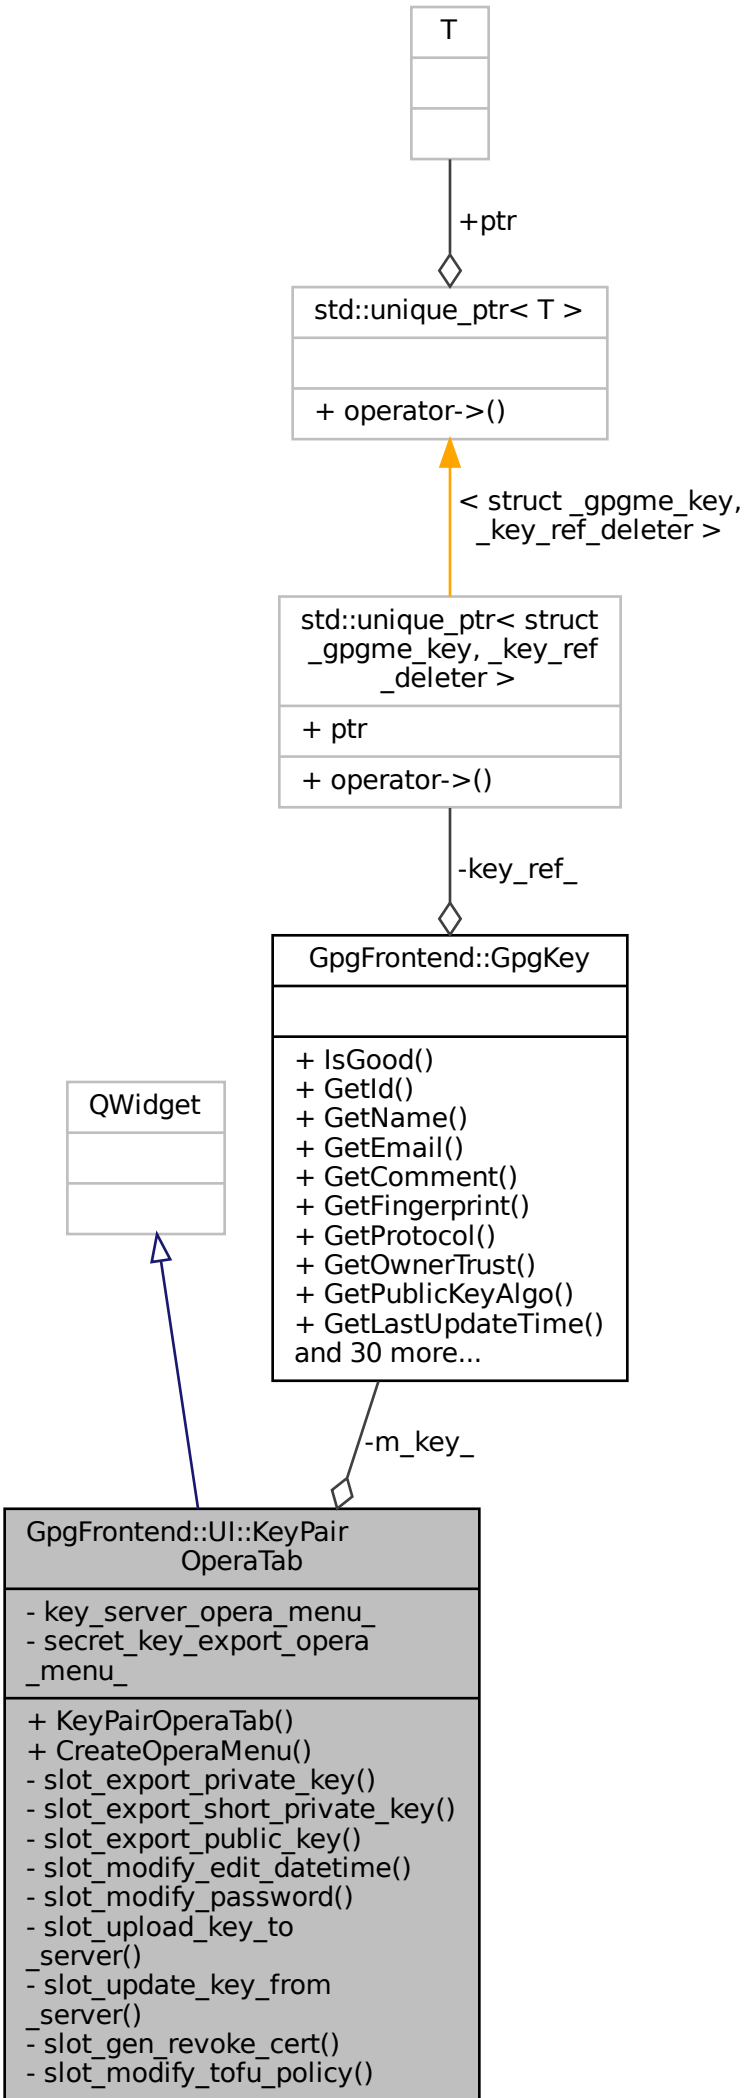 T
+ptr
std::unique_ptr< T >
+ operator->()
< struct _gpgme_key,
_key_ref_deleter >
std::unique_ptr< struct
_gpgme_key, _key_ref
_deleter >
+ ptr
+ operator->()
-key_ref_
GpgFrontend::GpgKey
+ IsGood()
+ GetId()
+ GetName()
+ GetEmail()
+ GetComment()
+ GetFingerprint()
+ GetProtocol()
+ GetOwnerTrust()
+ GetPublicKeyAlgo()
+ GetLastUpdateTime()
and 30 more...
QWidget
-m_key_
GpgFrontend::UI::KeyPair
OperaTab
- key_server_opera_menu_
- secret_key_export_opera
_menu_
+ KeyPairOperaTab()
+ CreateOperaMenu()
- slot_export_private_key()
- slot_export_short_private_key()
- slot_export_public_key()
- slot_modify_edit_datetime()
- slot_modify_password()
- slot_upload_key_to
_server()
- slot_update_key_from
_server()
- slot_gen_revoke_cert()
- slot_modify_tofu_policy()